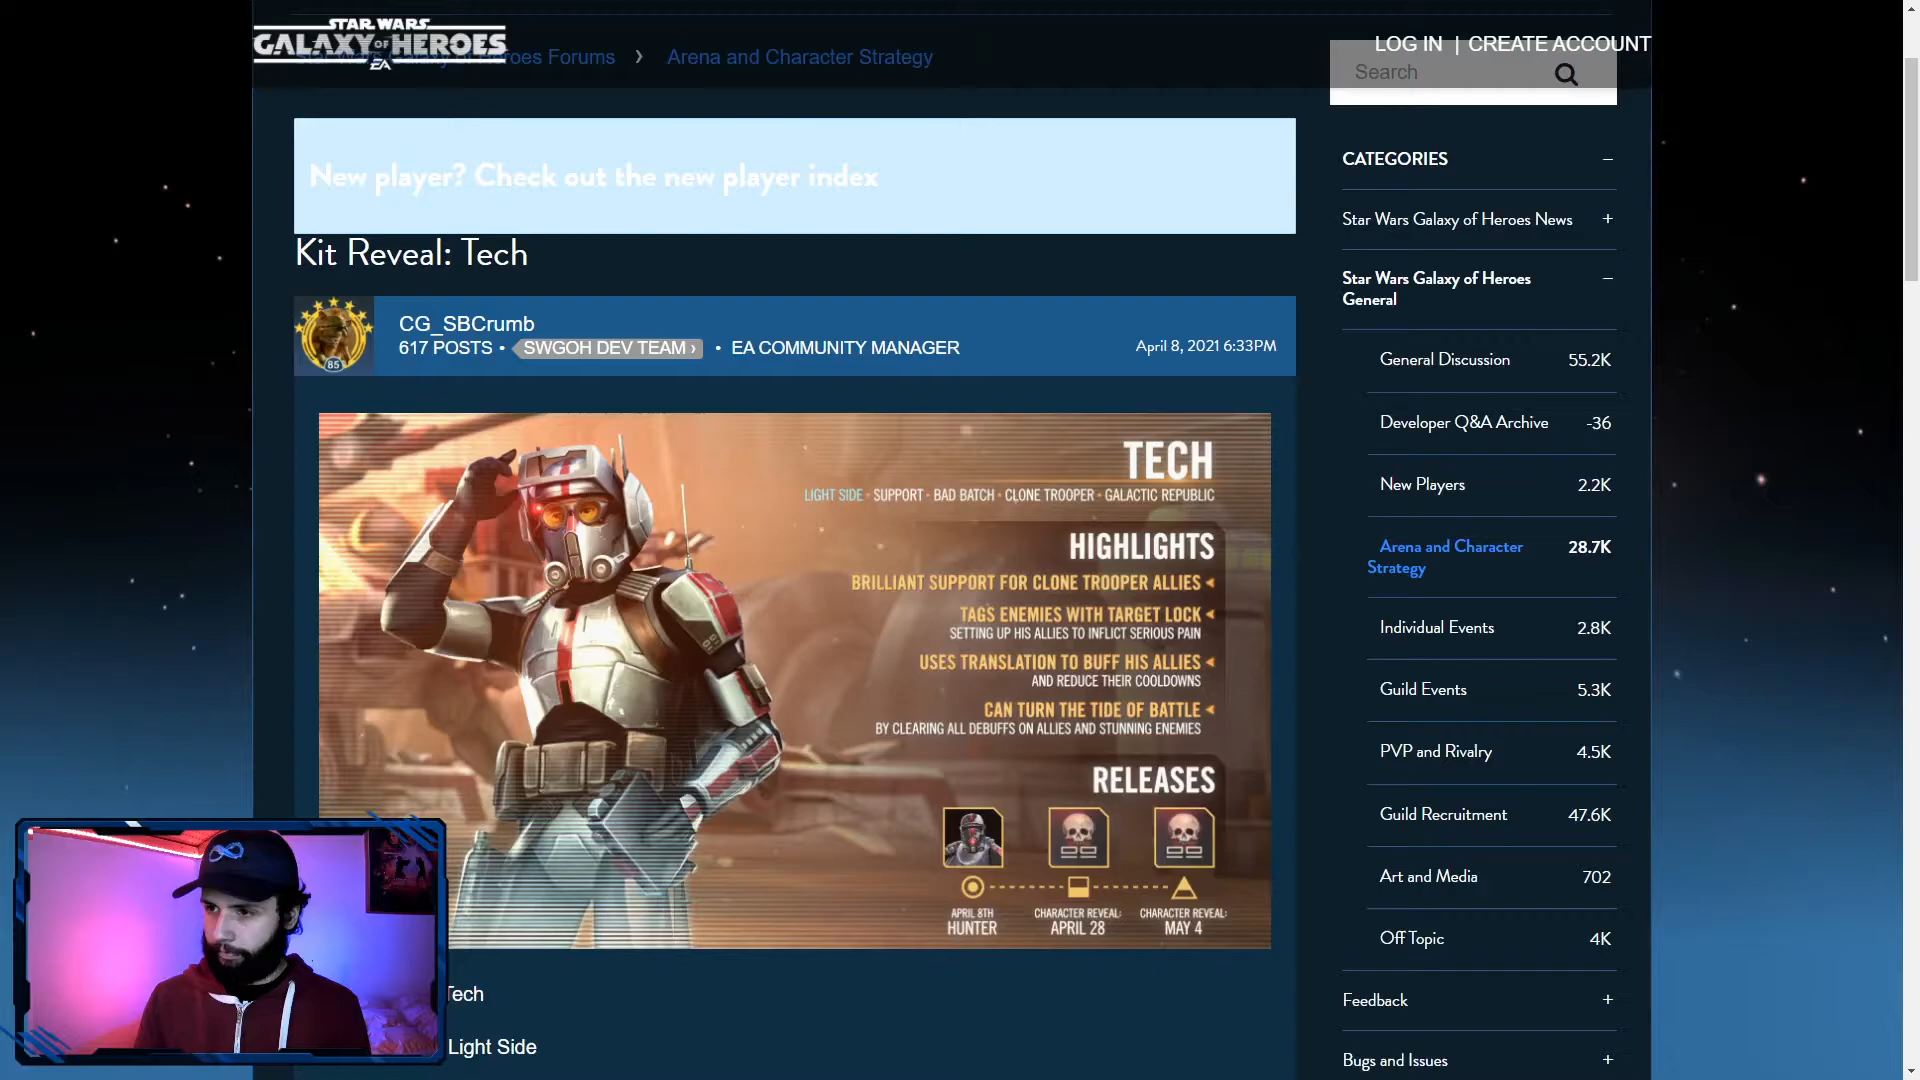 STAR WARS
GALAXY OF HEROES
EA
Heroes Forums › Arena and Character Strategy
LOG IN | CREATE ACCOUNT
Search
New player? Check out the new player index
Kit Reveal: Tech
CG_SBCrumb
617 POSTS • SWGOH DEV TEAM › • EA COMMUNITY MANAGER
April 8, 2021 6:33PM
85
TECH
LIGHT SIDE · SUPPORT · BAD BATCH · CLONE TROOPER · GALACTIC REPUBLIC
HIGHLIGHTS
BRILLIANT SUPPORT FOR CLONE TROOPER ALLIES
TAGS ENEMIES WITH TARGET LOCK
SETTING UP HIS ALLIES TO INFLICT SERIOUS PAIN
USES TRANSLATION TO BUFF HIS ALLIES
AND REDUCE THEIR COOLDOWNS
CAN TURN THE TIDE OF BATTLE
BY CLEARING ALL DEBUFFS ON ALLIES AND STUNNING ENEMIES
RELEASES
APRIL 8TH
HUNTER
CHARACTER REVEAL:
APRIL 28
CHARACTER REVEAL:
MAY 4
Tech
Light Side
CATEGORIES −
Star Wars Galaxy of Heroes News +
Star Wars Galaxy of Heroes −
General
General Discussion 55.2K
Developer Q&A Archive -36
New Players 2.2K
Arena and Character 28.7K
Strategy
Individual Events 2.8K
Guild Events 5.3K
PVP and Rivalry 4.5K
Guild Recruitment 47.6K
Art and Media 702
Off Topic 4K
Feedback +
Bugs and Issues +